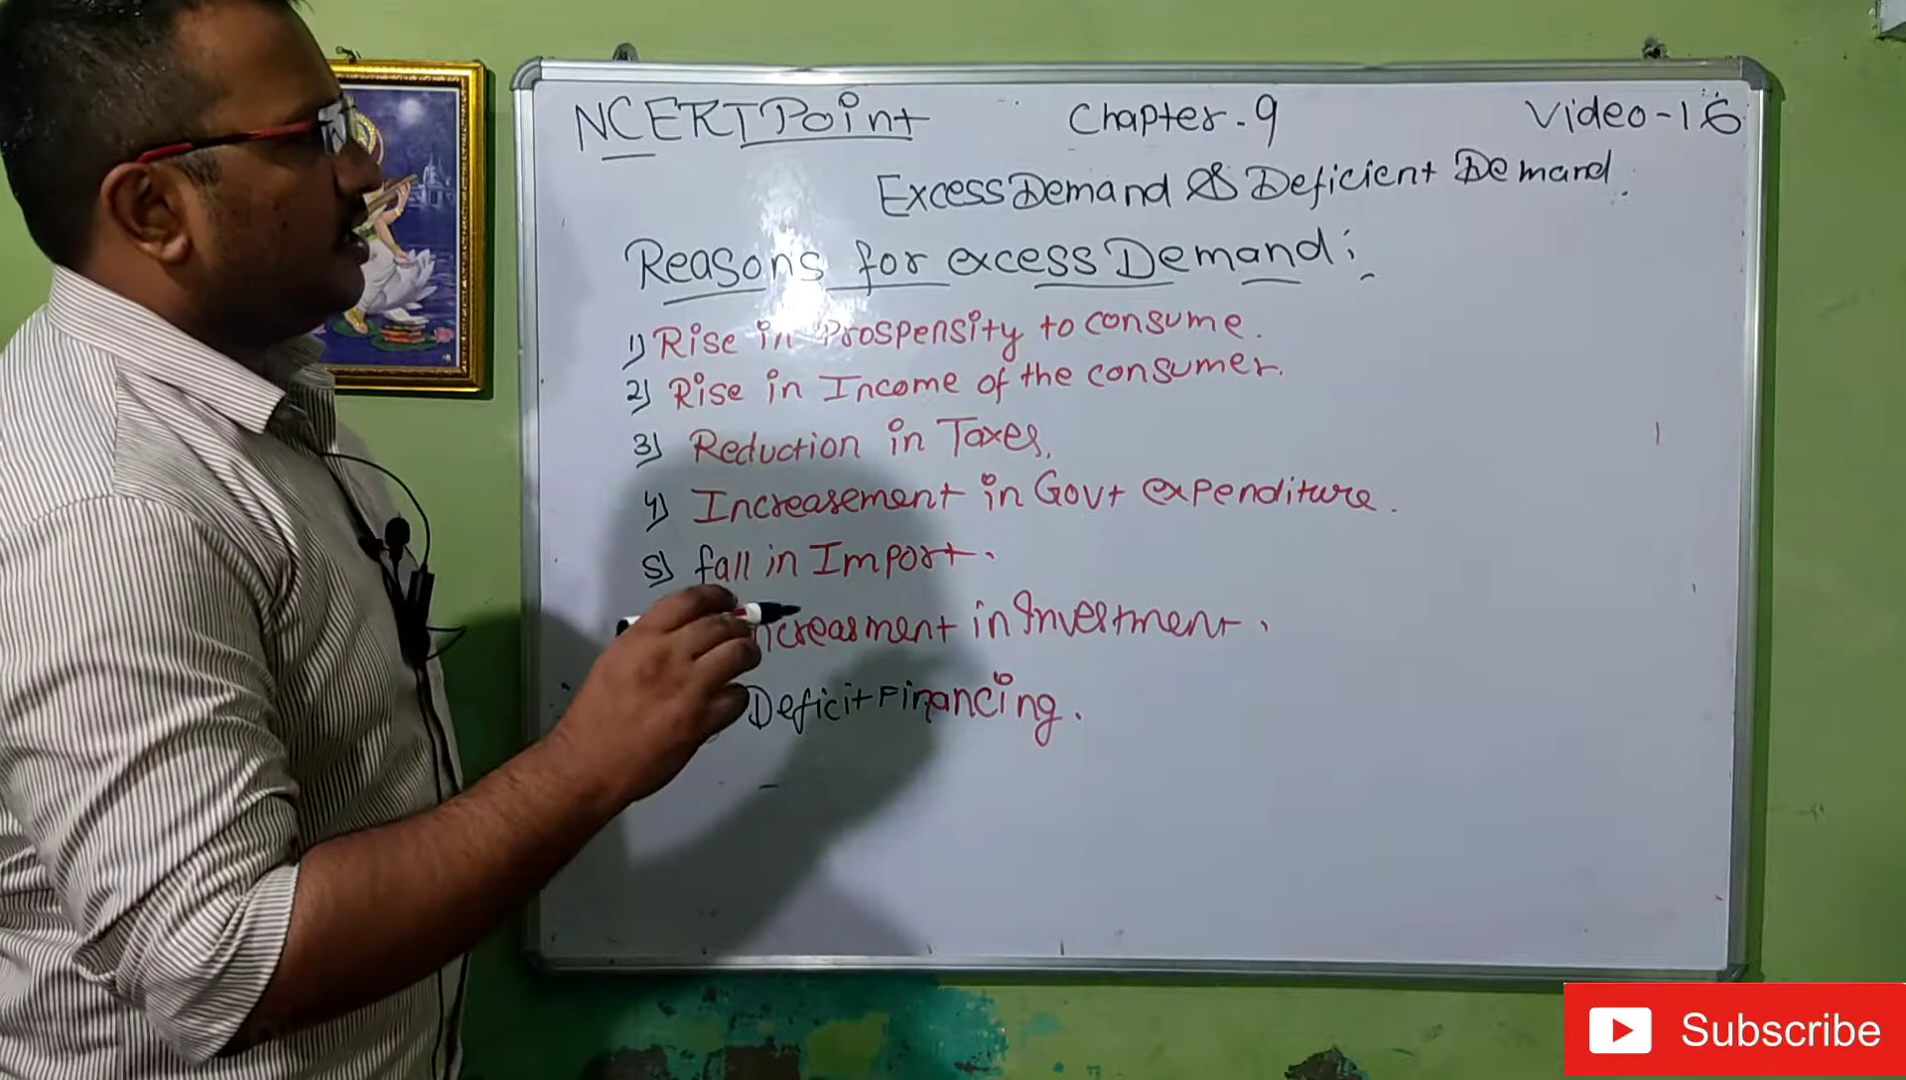 NCERT Point Chapter-9 Video-16
Excess Demand & Deficient Demand.
Reasons for excess Demand:
1) Rise in Prospensity to consume.
2) Rise in Income of the consumer.
3) Reduction in Taxes.
4) Increasement in Govt expenditure.
5) fall in Import.
ncreasment in Investment.
Deficit Financing.
Subscribe